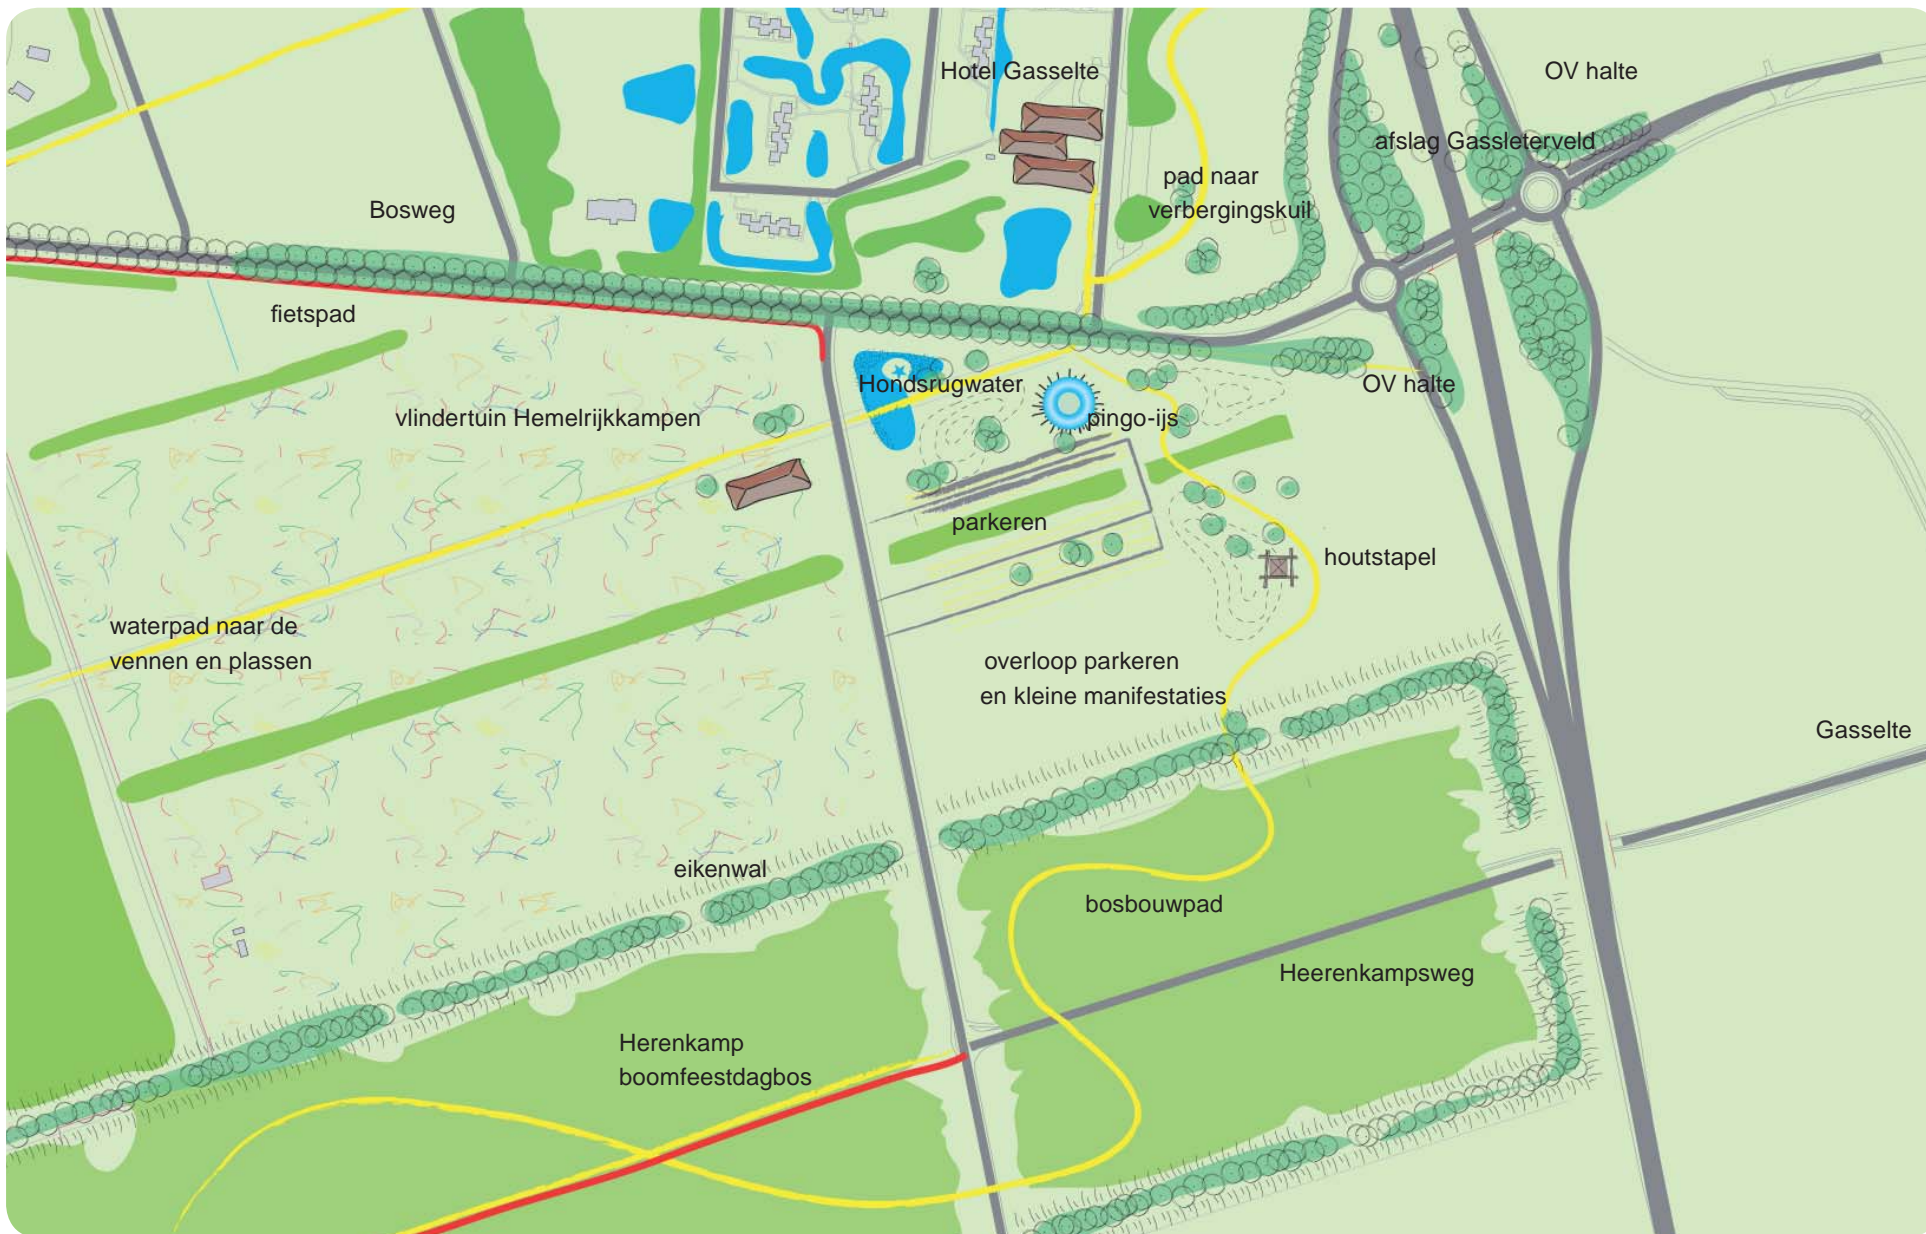 Hotel Gasselte
OV halte
afslag Gassleterveld
pad naar
verbergingskuil
Bosweg
fietspad
Hondsrugwater
OV halte
vlindertuin Hemelrijkkampen
pingo-ijs
parkeren
houtstapel
waterpad naar de
vennen en plassen
overloop parkeren
en kleine manifestaties
Gasselte
eikenwal
bosbouwpad
Heerenkampsweg
Herenkamp
boomfeestdagbos